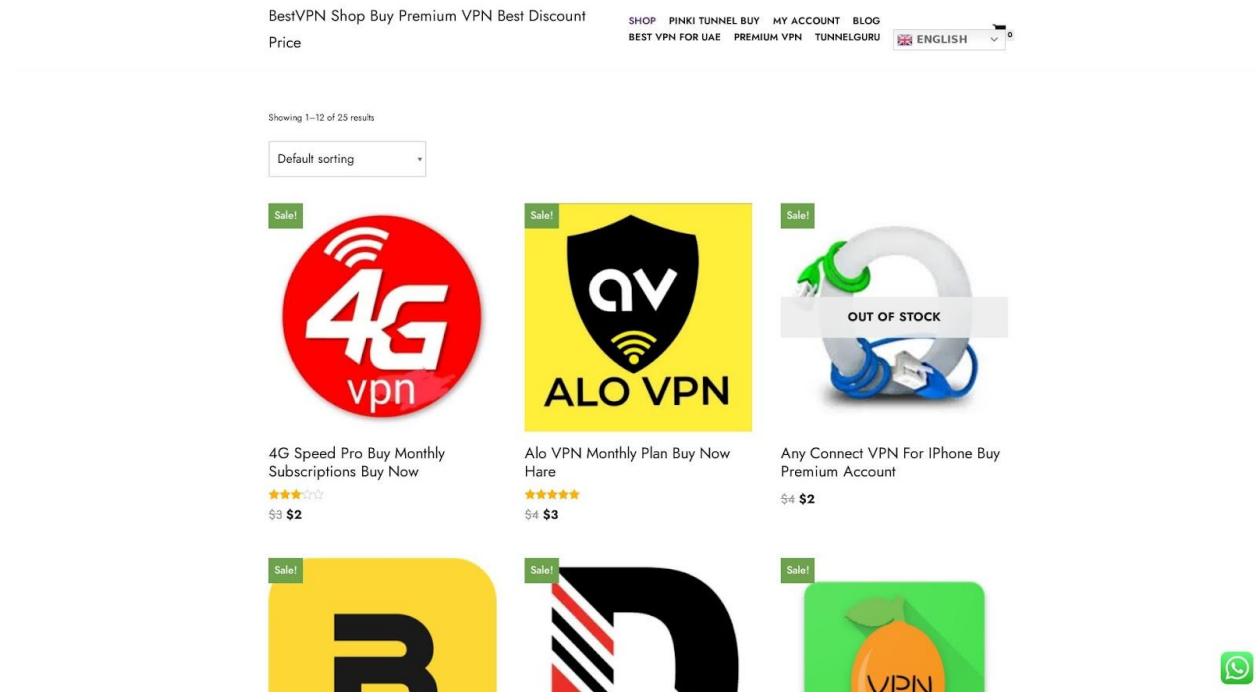 BestVPN Shop Buy Premium VPN Best Discount
Price
SHOP PINKI TUNNEL BUY MY ACCOUNT BLOG
BEST VPN FOR UAE PREMIUM VPN TUNNELGURU
ENGLISH
0
Showing 1–12 of 25 results
Default sorting
Sale!
4G
vpn
Sale!
av
ALO VPN
Sale!
OUT OF STOCK
4G Speed Pro Buy Monthly
Subscriptions Buy Now
$3 $2
Alo VPN Monthly Plan Buy Now
Hare
$4 $3
Any Connect VPN For IPhone Buy
Premium Account
$4 $2
Sale!
B
Sale!
Sale!
VPN